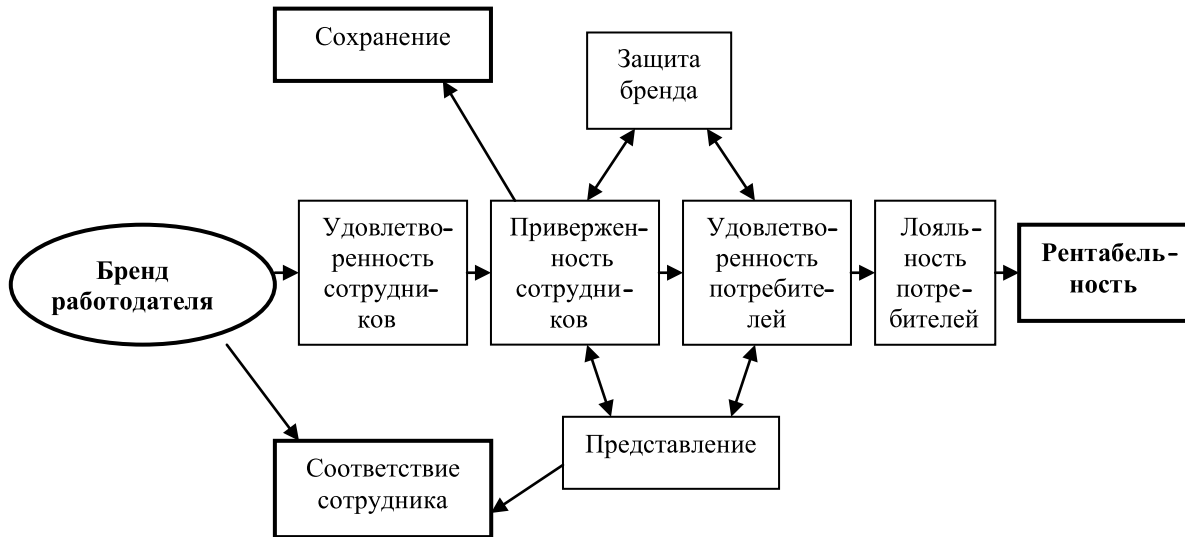 Сохранение
Защита
бренда
Бренд
работодателя
Удовлетво-
ренность
сотрудни-
ков
Привержен-
ность
сотрудни-
ков
Удовлетво-
ренность
потребите-
лей
Лояль-
ность
потре-
бителей
Рентабель-
ность
Представление
Соответствие
сотрудника